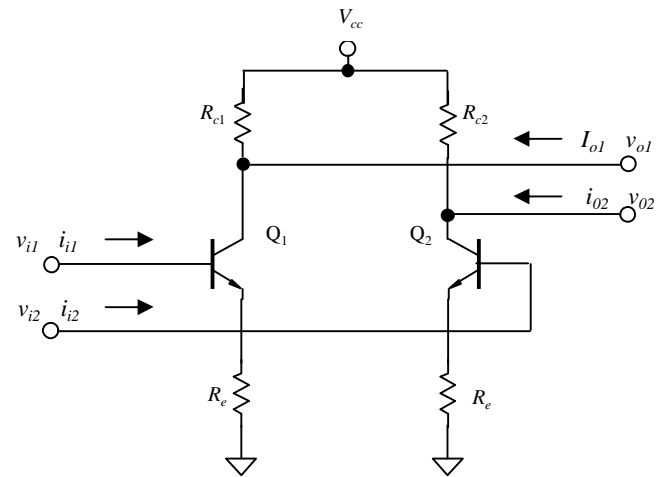 V_cc
R_c1
R_c2
I_o1 v_o1
i_02 v_02
Q_1
Q_2
v_i1 i_i1
v_i2 i_i2
R_e
R_e